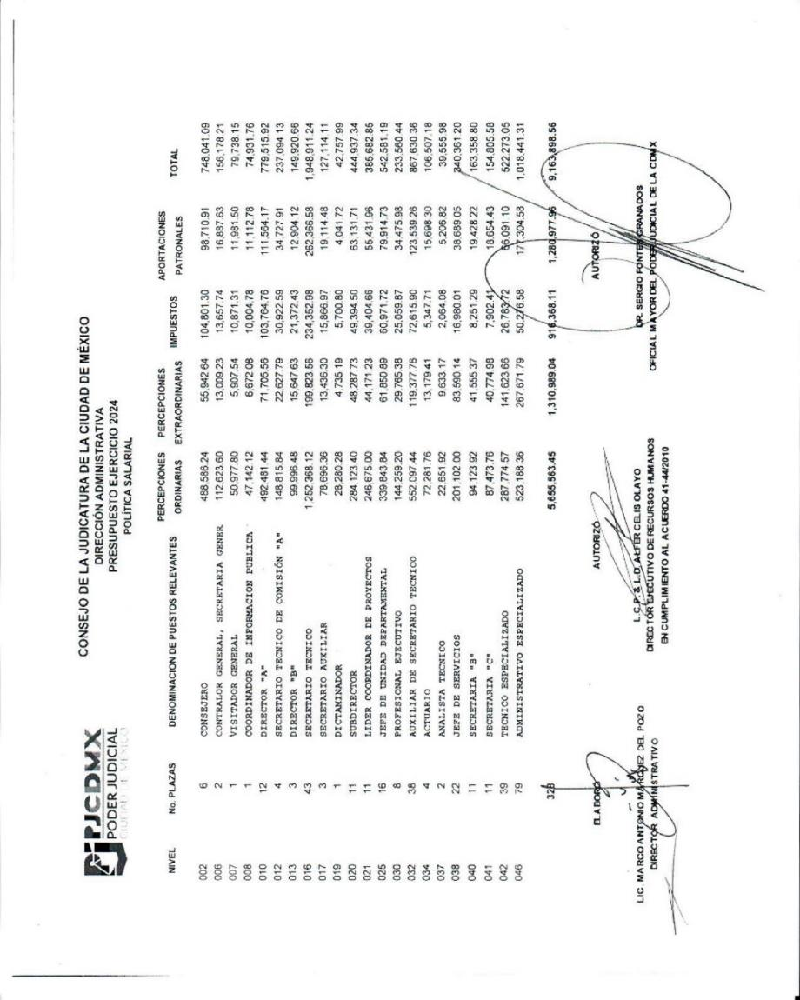 PJCDMX
PODER JUDICIAL
CIUDAD DE MÉXICO
CONSEJO DE LA JUDICATURA DE LA CIUDAD DE MÉXICO
DIRECCIÓN ADMINISTRATIVA
PRESUPUESTO EJERCICIO 2024
POLÍTICA SALARIAL
NIVEL No. PLAZAS DENOMINACION DE PUESTOS RELEVANTES PERCEPCIONES ORDINARIAS PERCEPCIONES EXTRAORDINARIAS IMPUESTOS APORTACIONES PATRONALES TOTAL
002 6 CONSEJERO 488,586.24 55,942.64 104,801.30 98,710.91 748,041.09
006 2 CONTRALOR GENERAL, SECRETARIA GENER 112,623.60 13,009.23 13,657.74 16,887.63 156,178.21
007 1 VISITADOR GENERAL 50,977.80 5,907.54 10,871.31 11,981.50 79,738.15
008 1 COORDINADOR DE INFORMACION PUBLICA 47,142.12 6,672.08 10,004.78 11,112.78 74,931.76
010 12 DIRECTOR "A" 492,481.44 71,705.56 103,764.76 111,564.17 779,515.92
012 4 SECRETARIO TECNICO DE COMISIÓN "A" 148,815.84 22,627.79 30,922.59 34,727.91 237,094.13
013 3 DIRECTOR "B" 99,996.48 15,647.63 21,372.43 12,904.12 149,920.66
016 43 SECRETARIO TECNICO 1,252,368.12 199,823.56 234,352.98 262,366.58 1,948,911.24
017 3 SECRETARIO AUXILIAR 78,696.36 13,436.30 15,866.97 19,114.48 127,114.11
019 1 DICTAMINADOR 28,280.28 4,735.19 5,700.80 4,041.72 42,757.99
020 11 SUBDIRECTOR 284,123.40 48,287.73 49,394.50 63,131.71 444,937.34
021 11 LIDER COORDINADOR DE PROYECTOS 246,675.00 44,171.23 39,404.66 55,431.96 385,682.85
025 16 JEFE DE UNIDAD DEPARTAMENTAL 339,843.84 61,850.89 60,971.72 79,914.73 542,581.19
030 8 PROFESIONAL EJECUTIVO 144,259.20 29,765.38 25,059.87 34,475.98 233,560.44
032 38 AUXILIAR DE SECRETARIO TECNICO 552,097.44 119,377.76 72,615.90 123,539.26 867,630.36
034 4 ACTUARIO 72,281.76 13,179.41 5,347.71 15,698.30 106,507.18
037 2 ANALISTA TECNICO 22,651.92 9,633.17 2,064.08 5,206.82 39,555.98
038 22 JEFE DE SERVICIOS 201,102.00 83,590.14 16,980.01 38,689.05 340,361.20
040 11 SECRETARIA "B" 94,123.92 41,555.37 8,251.29 19,428.22 163,358.80
041 11 SECRETARIA "C" 87,473.76 40,774.98 7,902.41 18,654.43 154,805.58
042 39 TECNICO ESPECIALIZADO 287,774.57 141,623.66 26,783.72 66,091.10 522,273.05
046 79 ADMINISTRATIVO ESPECIALIZADO 523,188.36 267,671.79 50,276.58 177,304.58 1,018,441.31
328 5,655,563.45 1,310,989.04 916,368.11 1,280,977.96 9,163,898.56
ELABORÓ
LIC. MARCO ANTONIO MARQUEZ DEL POZO
DIRECTOR ADMINISTRATIVO
AUTORIZÓ
L.C.P. & L.D. ALFER CELIS OLAYO
DIRECTOR EJECUTIVO DE RECURSOS HUMANOS
EN CUMPLIMIENTO AL ACUERDO 41-44/2010
AUTORIZÓ
DR. SERGIO FONTES GRANADOS
OFICIAL MAYOR DEL PODER JUDICIAL DE LA CDMX